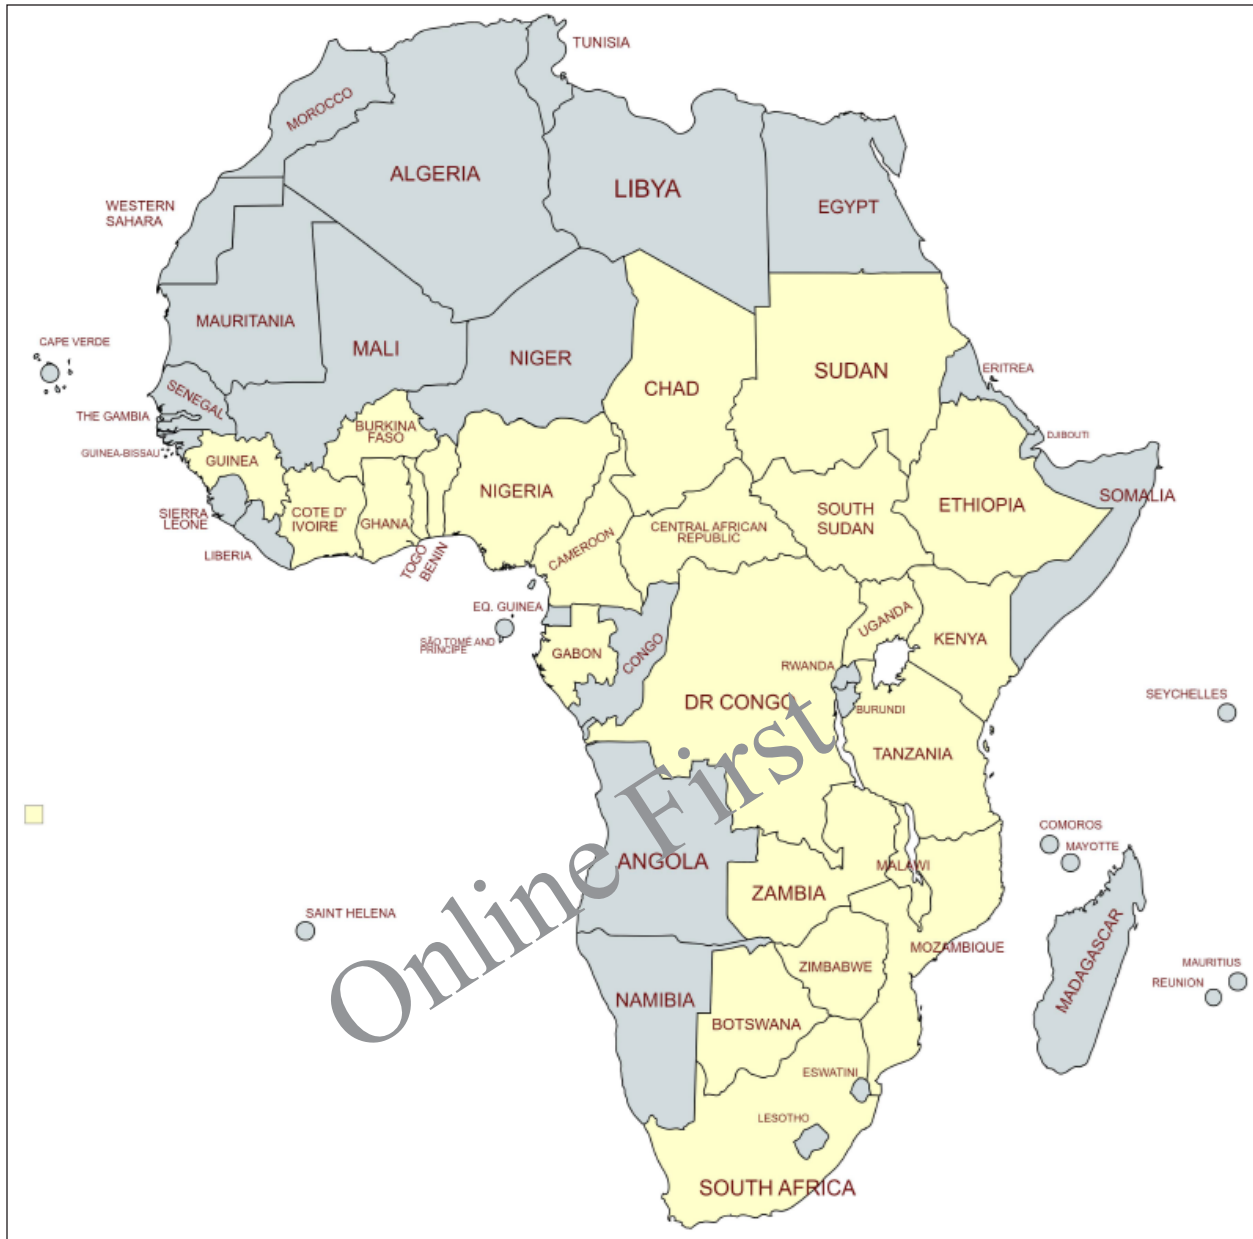 TUNISIA
MOROCCO
ALGERIA
LIBYA
EGYPT
WESTERN
SAHARA
MAURITANIA
MALI
NIGER
CHAD
SUDAN
ERITREA
CAPE VERDE
SENEGAL
THE GAMBIA
GUINEA-BISSAU
GUINEA
BURKINA
FASO
DJIBOUTI
SIERRA
LEONE
LIBERIA
COTE D'
IVOIRE
GHANA
TOGO
BENIN
NIGERIA
CAMEROON
CENTRAL AFRICAN
REPUBLIC
SOUTH
SUDAN
ETHIOPIA
SOMALIA
EQ. GUINEA
SÃO TOMÉ AND
PRINCIPE
GABON
CONGO
DR CONGO
UGANDA
KENYA
RWANDA
BURUNDI
TANZANIA
SEYCHELLES
COMOROS
MAYOTTE
ANGOLA
ZAMBIA
MALAWI
MOZAMBIQUE
SAINT HELENA
ZIMBABWE
MADAGASCAR
MAURITIUS
REUNION
NAMIBIA
BOTSWANA
ESWATINI
LESOTHO
SOUTH AFRICA
Online First